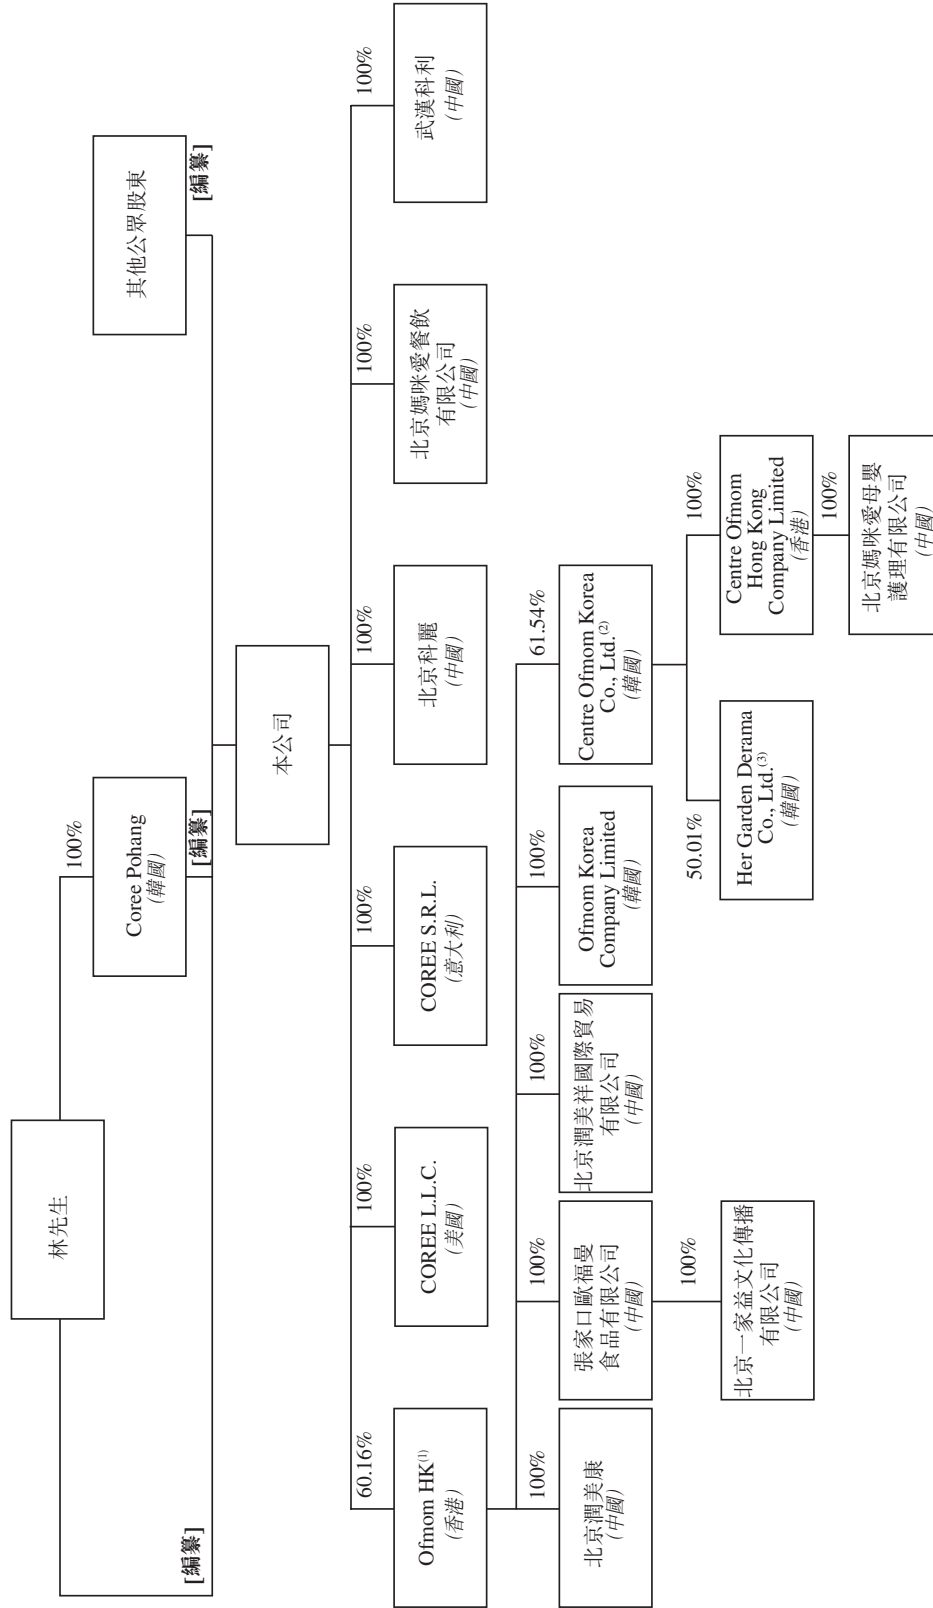 林先生
100%
Coree Pohang
(韓國)
其他公眾股東
[編纂]
[編纂]
[編纂]
本公司
60.16%
100%
100%
100%
100%
100%
Ofmom HK(1)
(香港)
COREE L.L.C.
(美國)
COREE S.R.L.
(意大利)
北京科麗
(中國)
北京媽咪愛餐飲
有限公司
(中國)
武漢科利
(中國)
100%
100%
100%
100%
61.54%
北京潤美康
(中國)
張家口歐福曼
食品有限公司
(中國)
北京潤美祥國際貿易
有限公司
(中國)
Ofmom Korea
Company Limited
(韓國)
Centre Ofmom Korea
Co., Ltd.(2)
(韓國)
100%
50.01%
100%
北京一家益文化傳播
有限公司
(中國)
Her Garden Derama
Co., Ltd.(3)
(韓國)
Centre Ofmom
Hong Kong
Company Limited
(香港)
100%
北京媽咪愛母嬰
護理有限公司
(中國)